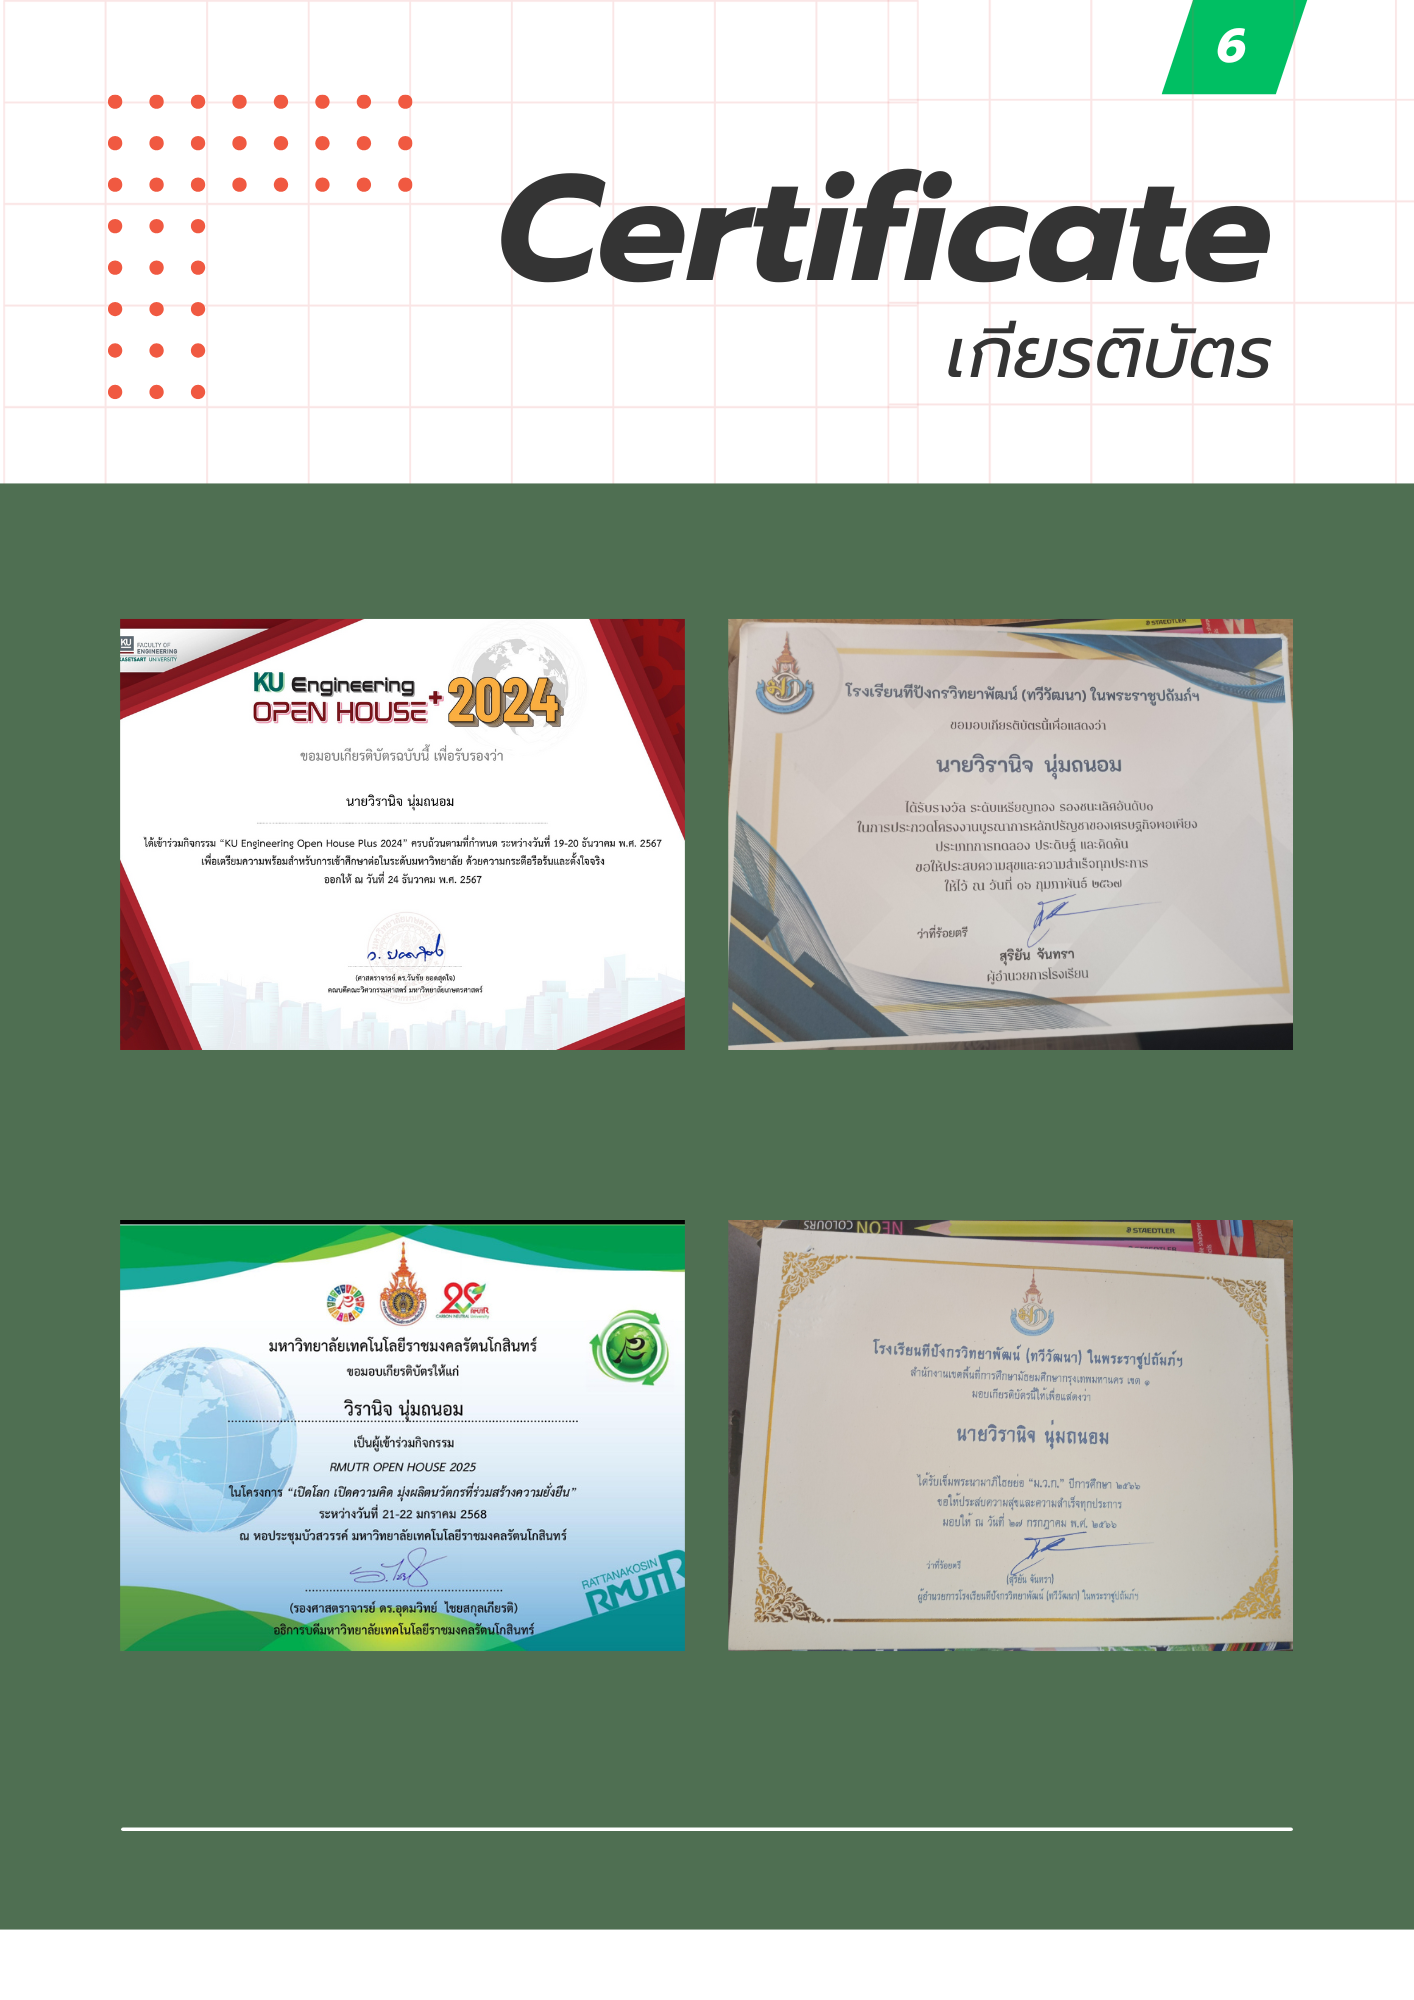 6
Certificate
เกียรติบัตร
KU
FACULTY OF
ENGINEERING
KASETSART UNIVERSITY
KU Engineering
OPEN HOUSE+ 2024
ขอมอบเกียรติบัตรฉบับนี้ เพื่อรับรองว่า
นายวิรานิจ นุ่มถนอม
ได้เข้าร่วมกิจกรรม “KU Engineering Open House Plus 2024” ครบถ้วนตามที่กำหนด ระหว่างวันที่ 19-20 ธันวาคม พ.ศ. 2567
เพื่อเตรียมความพร้อมสำหรับการเข้าศึกษาต่อในระดับมหาวิทยาลัย ด้วยความกระตือรือร้นและตั้งใจจริง
ออกให้ ณ วันที่ 24 ธันวาคม พ.ศ. 2567
(ศาสตราจารย์ ดร.วันชัย ยอดสุดใจ)
คณบดีคณะวิศวกรรมศาสตร์ มหาวิทยาลัยเกษตรศาสตร์
STAEDTLER
โรงเรียนทีปังกรวิทยาพัฒน์ (ทวีวัฒนา) ในพระราชูปถัมภ์ฯ
ขอมอบเกียรติบัตรนี้เพื่อแสดงว่า
นายวิรานิจ นุ่มถนอม
ได้รับรางวัล ระดับเหรียญทอง รองชนะเลิศอันดับ๑
ในการประกวดโครงงานบูรณาการหลักปรัชญาของเศรษฐกิจพอเพียง
ประเภทการทดลอง ประดิษฐ์ และคิดค้น
ขอให้ประสบความสุขและความสำเร็จทุกประการ
ให้ไว้ ณ วันที่ ๑๖ กุมภาพันธ์ ๒๕๖๗
ว่าที่ร้อยตรี
สุริยัน จันทรา
ผู้อำนวยการโรงเรียน
มหาวิทยาลัยเทคโนโลยีราชมงคลรัตนโกสินทร์
ขอมอบเกียรติบัตรให้แก่
วิรานิจ นุ่มถนอม
เป็นผู้เข้าร่วมกิจกรรม
RMUTR OPEN HOUSE 2025
ในโครงการ “เปิดโลก เปิดความคิด มุ่งผลิตนวัตกรที่ร่วมสร้างความยั่งยืน”
ระหว่างวันที่ 21-22 มกราคม 2568
ณ หอประชุมบัวสวรรค์ มหาวิทยาลัยเทคโนโลยีราชมงคลรัตนโกสินทร์
RATTANAKOSIN
RMUTR
(รองศาสตราจารย์ ดร.อุดมวิทย์ ไชยสกุลเกียรติ)
อธิการบดีมหาวิทยาลัยเทคโนโลยีราชมงคลรัตนโกสินทร์
COLOURS NEON
STAEDTLER
โรงเรียนทีปังกรวิทยาพัฒน์ (ทวีวัฒนา) ในพระราชูปถัมภ์ฯ
สำนักงานเขตพื้นที่การศึกษามัธยมศึกษากรุงเทพมหานคร เขต ๑
มอบเกียรติบัตรนี้ให้เพื่อแสดงว่า
นายวิรานิจ นุ่มถนอม
ได้รับเข็มพระนามาภิไธยย่อ “ม.ว.ก.” ปีการศึกษา ๒๕๖๖
ขอให้ประสบความสุขและความสำเร็จทุกประการ
มอบให้ ณ วันที่ ๒๗ กรกฎาคม พ.ศ. ๒๕๖๖
ว่าที่ร้อยตรี
(สุริยัน จันทรา)
ผู้อำนวยการโรงเรียนทีปังกรวิทยาพัฒน์ (ทวีวัฒนา) ในพระราชูปถัมภ์ฯ